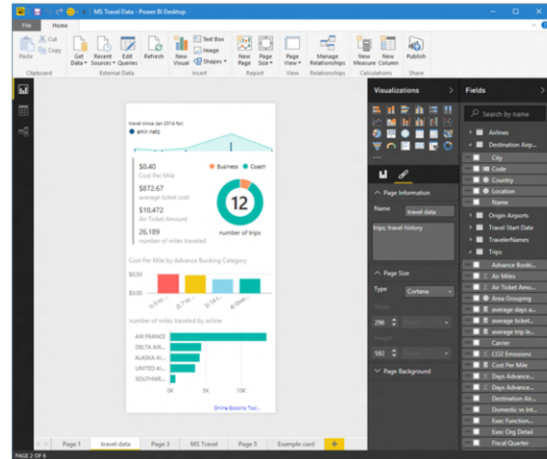 MS Travel Data - Power BI Desktop
File
Home
Paste
Cut
Copy
Get Data
Recent Sources
Edit Queries
Refresh
New Visual
Text Box
Image
Shapes
New Page
Page Size
Page View
Manage Relationships
New Measure
New Column
Publish
Clipboard
External Data
Insert
Report
View
Relationships
Calculations
Share
travel since Jan 2014 for:
amir netz
$0.40
Cost Per Mile
$872.67
average ticket cost
$10,472
Air Ticket Amount
26,189
number of miles traveled
Business
Coach
12
number of trips
Cost Per Mile by Advance Booking Category
$0.50
$0.00
number of miles traveled by airline
AIR FRANCE
DELTA AIR...
ALASKA AI...
UNITED AI...
SOUTHWE...
0K
5K
10K
Online Booking Tool...
Page 1
travel data
Page 3
MS Travel
Page 5
Example card
PAGE 2 OF 6
Visualizations
Page Information
Name
travel data
trips; travel history
Page Size
Type
Cortana
Width
296
Height
592
Page Background
Fields
Search by name
Airlines
Destination Airp...
City
Code
Country
Location
Name
Origin Airports
Travel Start Date
TravelerNames
Trips
Advance Booki...
Air Miles
Air Ticket Amo...
Area Grouping
average days a...
average ticket...
average trip le...
Carrier
CO2 Emissions
Cost Per Mile
Days Advance...
Days Advance...
Destination Air...
Domestic vs Int...
Exec Function...
Exec Org Detail
Fiscal Quarter